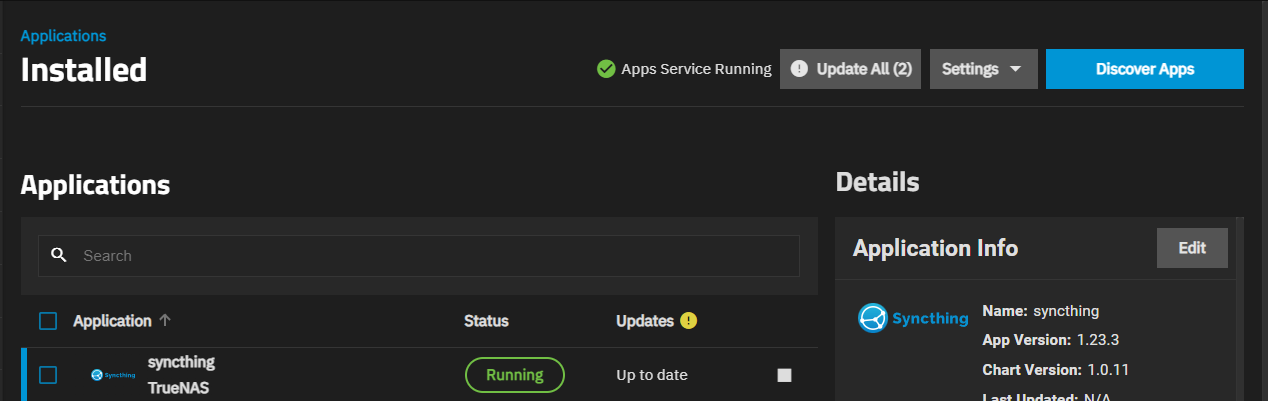 Applications
Installed
Apps Service Running
Update All (2)
Settings
Discover Apps
Applications
Details
Search
Application Info
Edit
Application
Status
Updates
Syncthing
Name: syncthing
App Version: 1.23.3
Chart Version: 1.0.11
Last Updated: N/A
Syncthing
syncthing
TrueNAS
Running
Up to date